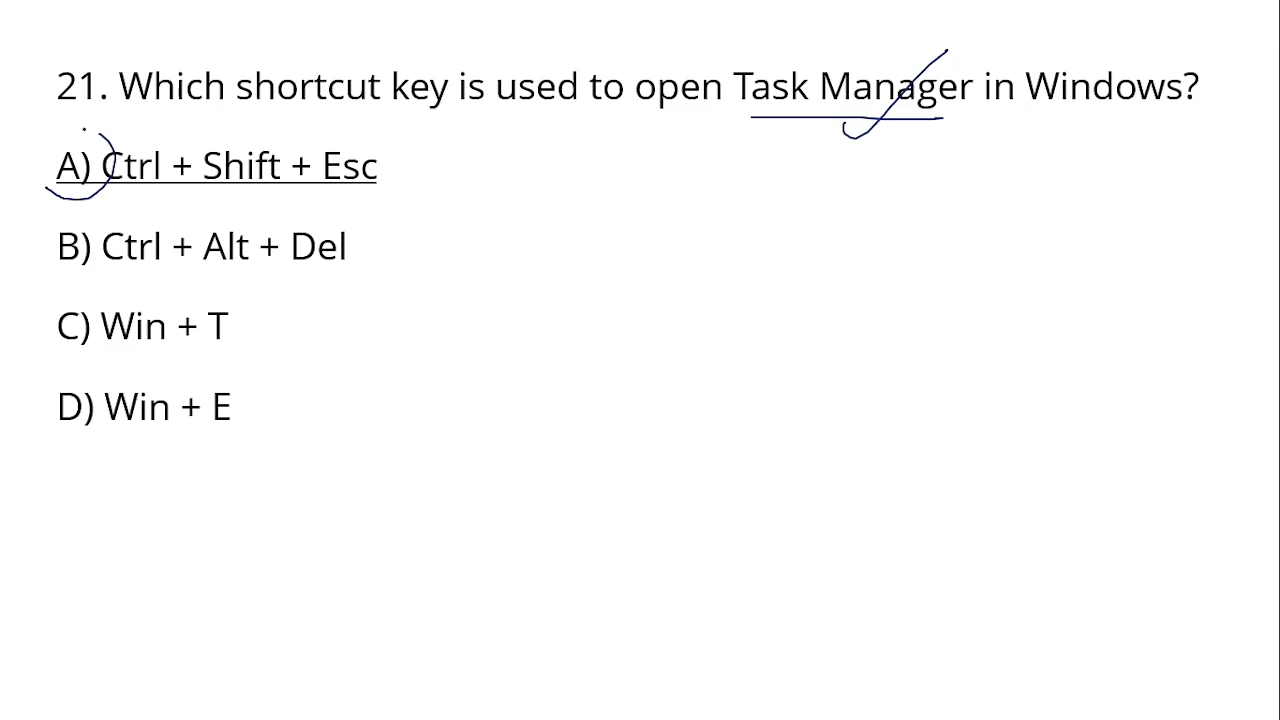 21. Which shortcut key is used to open Task Manager in Windows?
A) Ctrl + Shift + Esc
B) Ctrl + Alt + Del
C) Win + T
D) Win + E